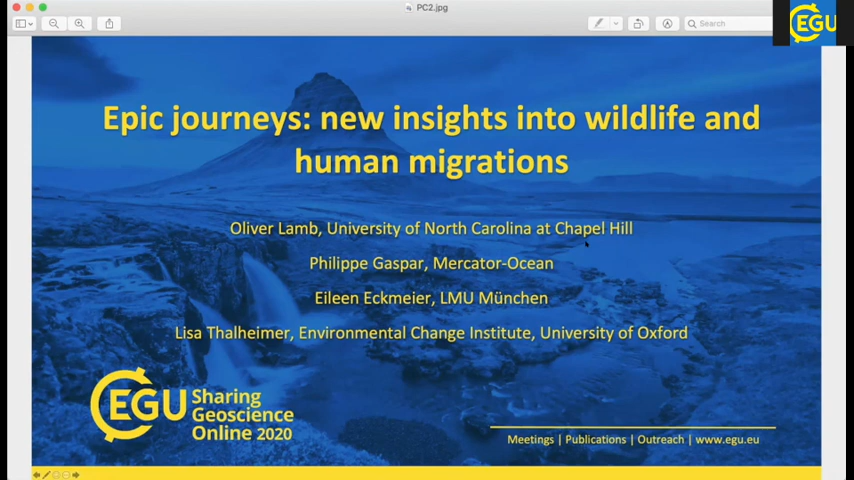 PC2.jpg
Search
EGU
Epic journeys: new insights into wildlife and
human migrations
Oliver Lamb, University of North Carolina at Chapel Hill
Philippe Gaspar, Mercator-Ocean
Eileen Eckmeier, LMU München
Lisa Thalheimer, Environmental Change Institute, University of Oxford
EGU
Sharing
Geoscience
Online 2020
Meetings | Publications | Outreach | www.egu.eu